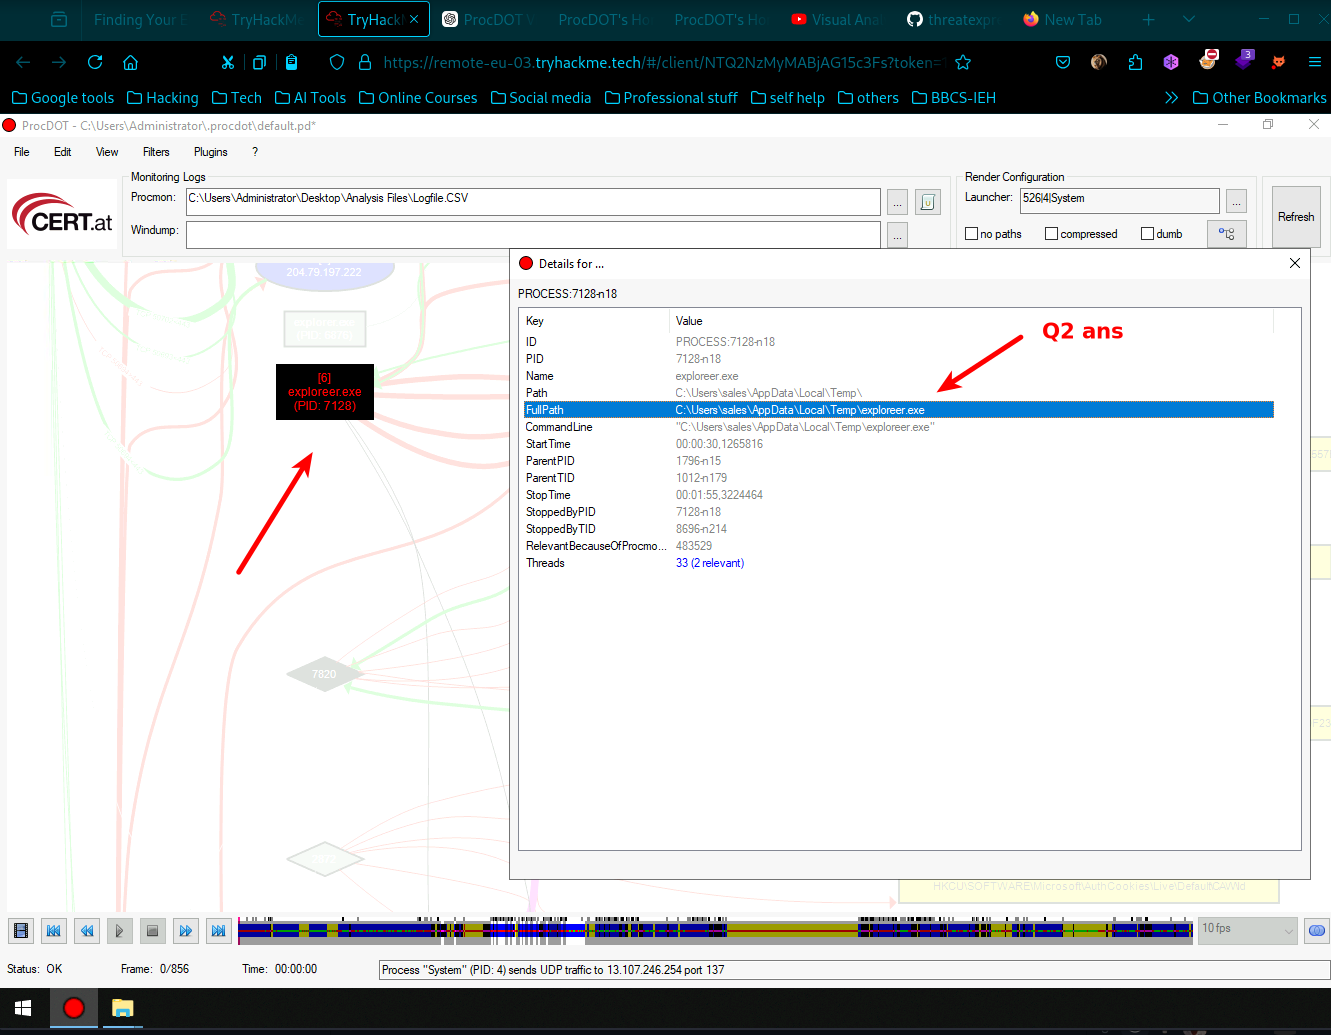 Finding Your E
TryHackMe
TryHackM
ProcDOT V
ProcDOT's Ho
ProcDOT's Ho
Visual Anal
threatexpre
New Tab
https://remote-eu-03.tryhackme.tech/#/client/NTQ2NzMyMABjAG15c3Fs?token=
3
Google tools Hacking Tech AI Tools Online Courses Social media Professional stuff self help others BBCS-IEH Other Bookmarks
ProcDOT - C:\Users\Administrator\.procdot\default.pd*
File Edit View Filters Plugins ?
Monitoring Logs
Procmon: C:\Users\Administrator\Desktop\Analysis Files\Logfile.CSV ...
Windump: ...
CERT.at
Render Configuration
Launcher: 526|4|System ...
no paths compressed dumb
Refresh
204.79.197.222
[6]
exploreer.exe
(PID: 7128)
7820
Details for ...
PROCESS:7128-n18
Key Value
ID PROCESS:7128-n18
PID 7128-n18
Name exploreer.exe
Path C:\Users\sales\AppData\Local\Temp\
FullPath C:\Users\sales\AppData\Local\Temp\exploreer.exe
CommandLine "C:\Users\sales\AppData\Local\Temp\exploreer.exe"
StartTime 00:00:30,1265816
ParentPID 1796-n15
ParentTID 1012-n179
StopTime 00:01:55,3224464
StoppedByPID 7128-n18
StoppedByTID 8696-n214
RelevantBecauseOfProcmo... 483529
Threads 33 (2 relevant)
Q2 ans
10 fps
Status: OK Frame: 0/856 Time: 00:00:00 Process "System" (PID: 4) sends UDP traffic to 13.107.246.254 port 137